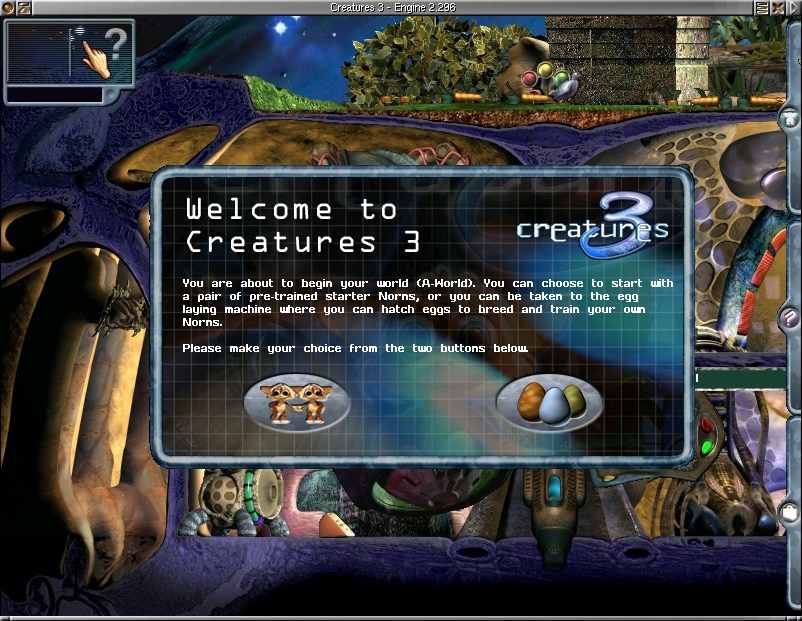 Creatures 3 - Engine 2.296
?
Welcome to
Creatures 3
creatures 3
You are about to begin your world (A-World). You can choose to start with
a pair of pre-trained starter Norns, or you can be taken to the egg
laying machine where you can hatch eggs to breed and train your own
Norns.
Please make your choice from the two buttons below.
?